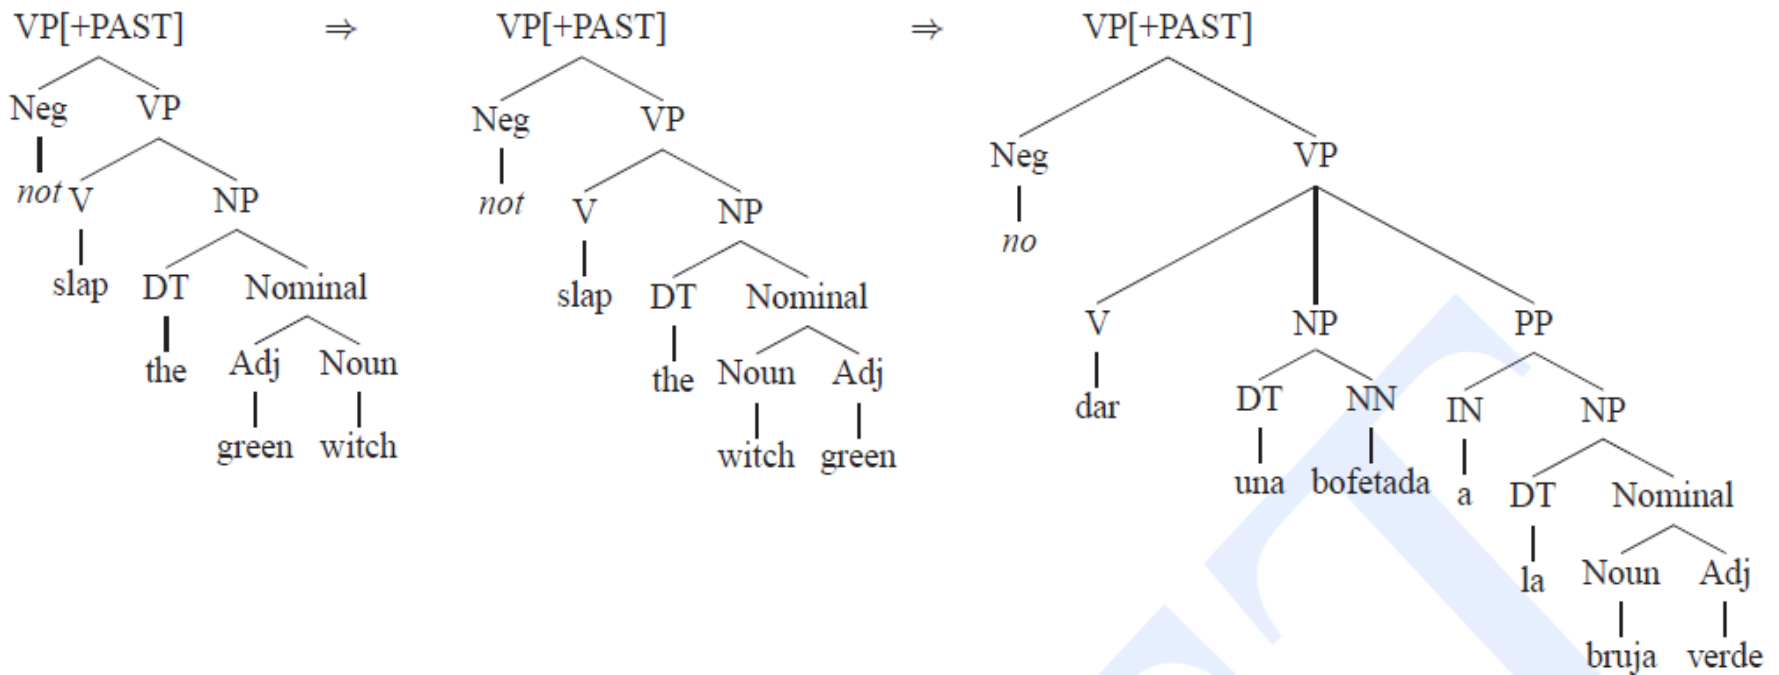 VP[+PAST] ⇒ VP[+PAST] ⇒ VP[+PAST]
Neg VP
not V NP
slap DT Nominal
the Adj Noun
green witch
Neg VP
not V NP
slap DT Nominal
the Noun Adj
witch green
Neg VP
no
V NP PP
dar DT NN IN NP
una bofetada a DT Nominal
la Noun Adj
bruja verde